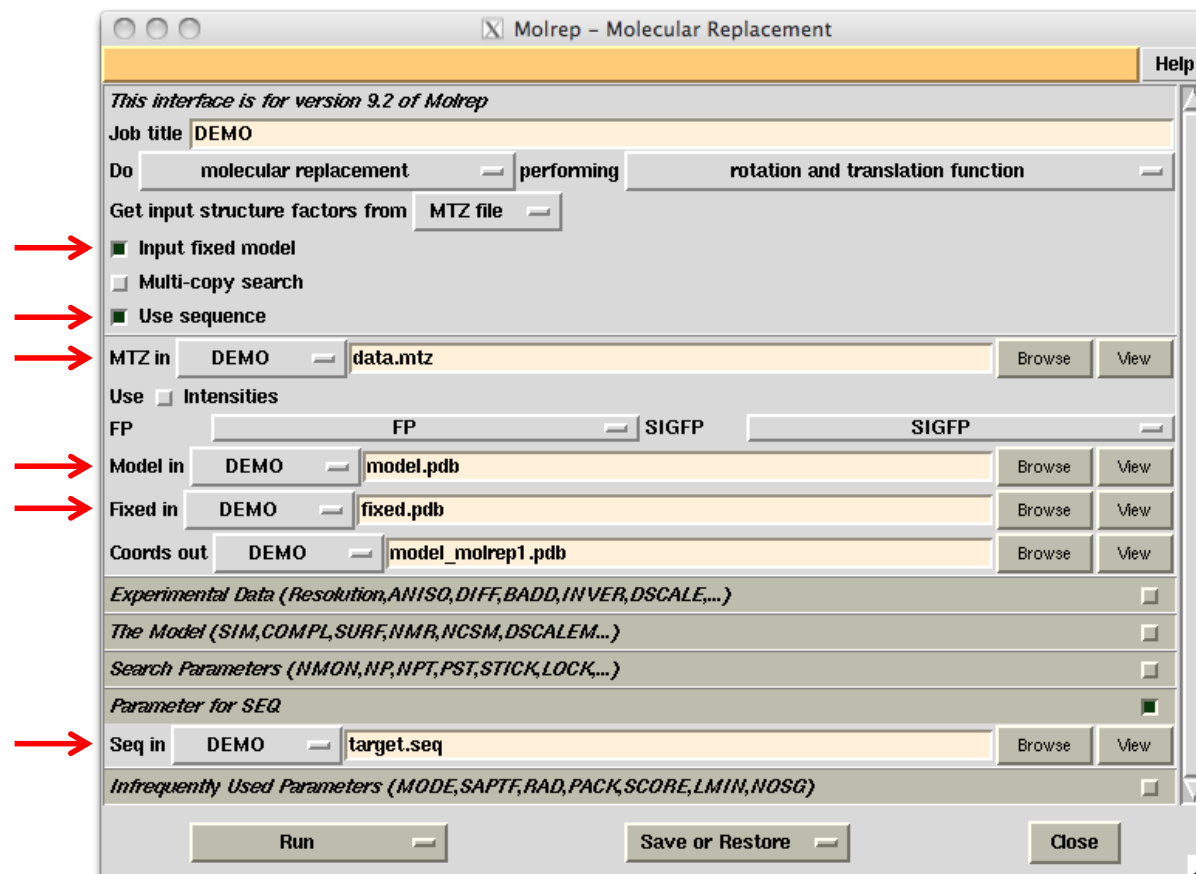 X Molrep - Molecular Replacement
Help
This interface is for version 9.2 of Molrep
Job title DEMO
Do molecular replacement performing rotation and translation function
Get input structure factors from MTZ file
Input fixed model
Multi-copy search
Use sequence
MTZ in DEMO data.mtz Browse View
Use Intensities
FP FP SIGFP SIGFP
Model in DEMO model.pdb Browse View
Fixed in DEMO fixed.pdb Browse View
Coords out DEMO model_molrep1.pdb Browse View
Experimental Data (Resolution,ANISO,DIFF,BADD,INVER,DSCALE,...)
The Model (SIM,COMPL,SURF,NMR,NCSM,DSCALEM...)
Search Parameters (NMON,NP,NPT,PST,STICK,LOCK,...)
Parameter for SEQ
Seq in DEMO target.seq Browse View
Infrequently Used Parameters (MODE,SAPTF,RAD,PACK,SCORE,LMIN,NOSG)
Run Save or Restore Close